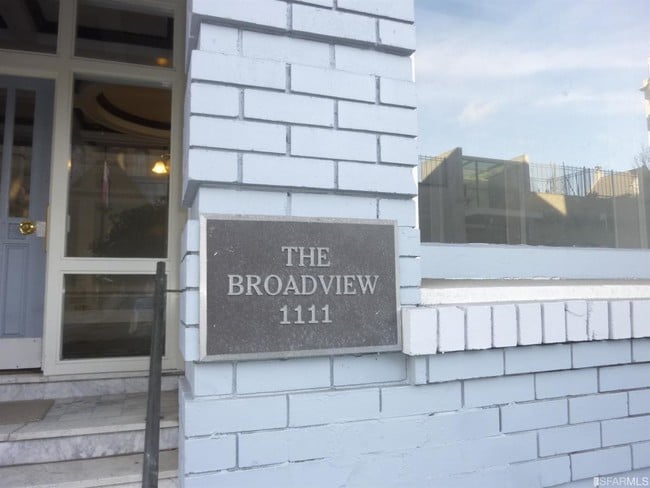 THE
BROADVIEW
1111
SFARMLS